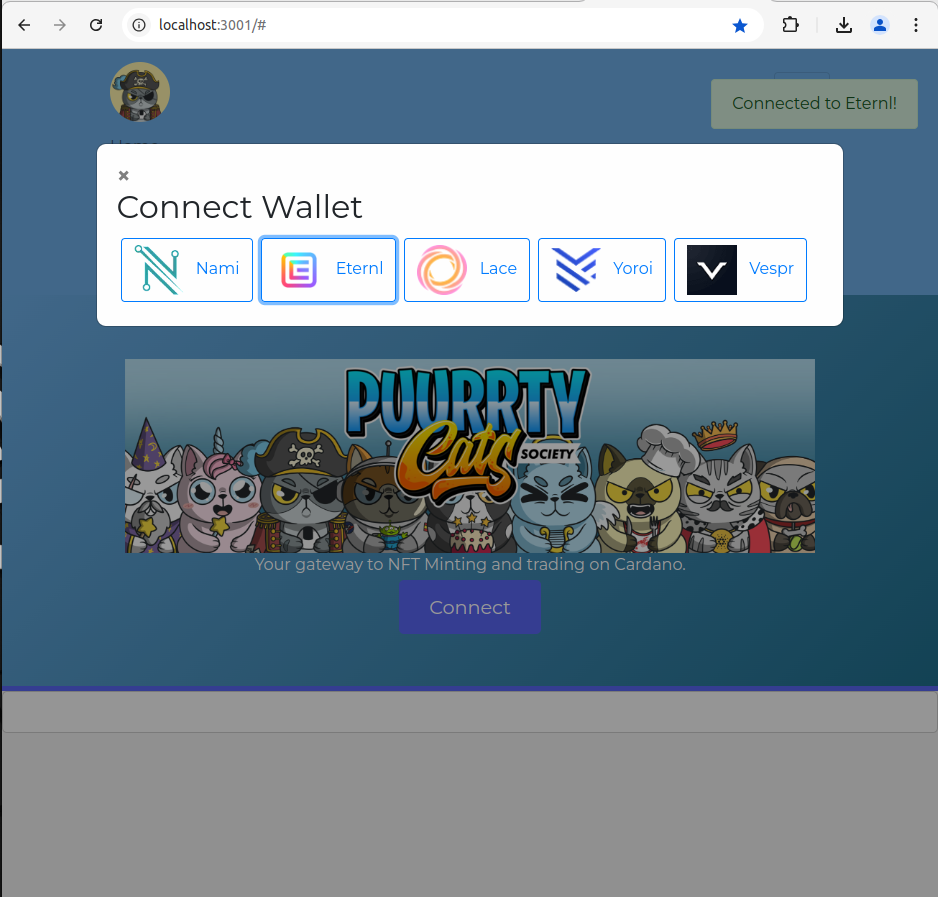 localhost:3001/#
Connected to Eternl!
Home
×
Connect Wallet
Nami
Eternl
Lace
Yoroi
Vespr
PUURRTY
Cats
SOCIETY
Your gateway to NFT Minting and trading on Cardano.
Connect